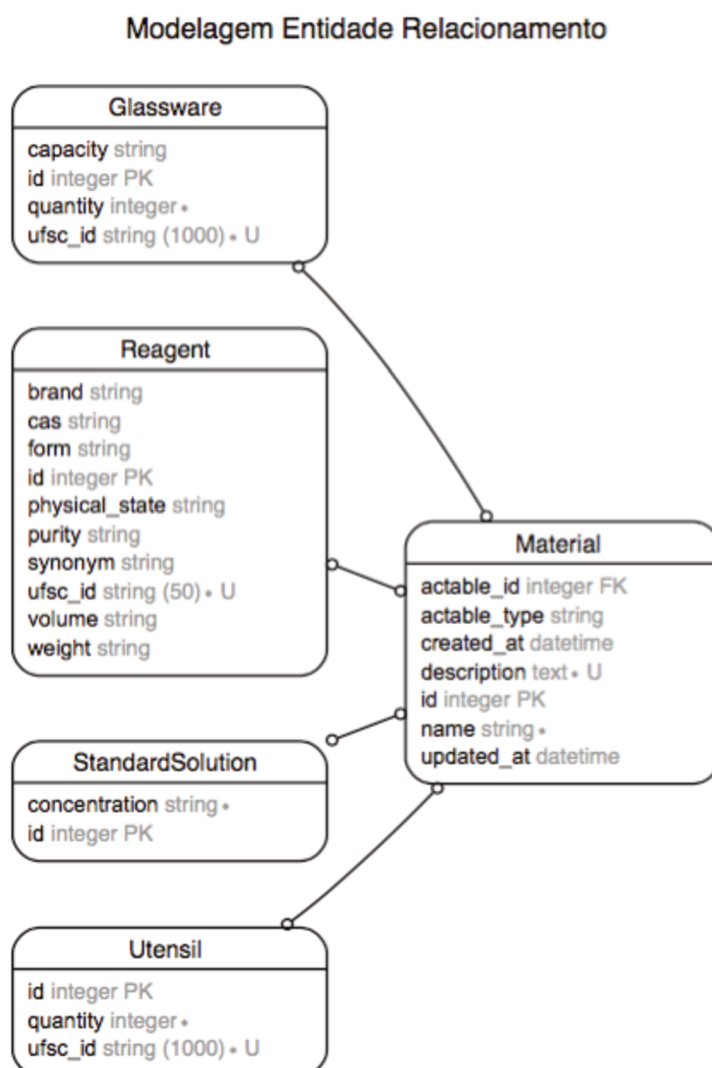 Modelagem Entidade Relacionamento
Glassware
capacity string
id integer PK
quantity integer •
ufsc_id string (1000) • U
Reagent
brand string
cas string
form string
id integer PK
physical_state string
purity string
synonym string
ufsc_id string (50) • U
volume string
weight string
Material
actable_id integer FK
actable_type string
created_at datetime
description text • U
id integer PK
name string •
updated_at datetime
StandardSolution
concentration string •
id integer PK
Utensil
id integer PK
quantity integer •
ufsc_id string (1000) • U